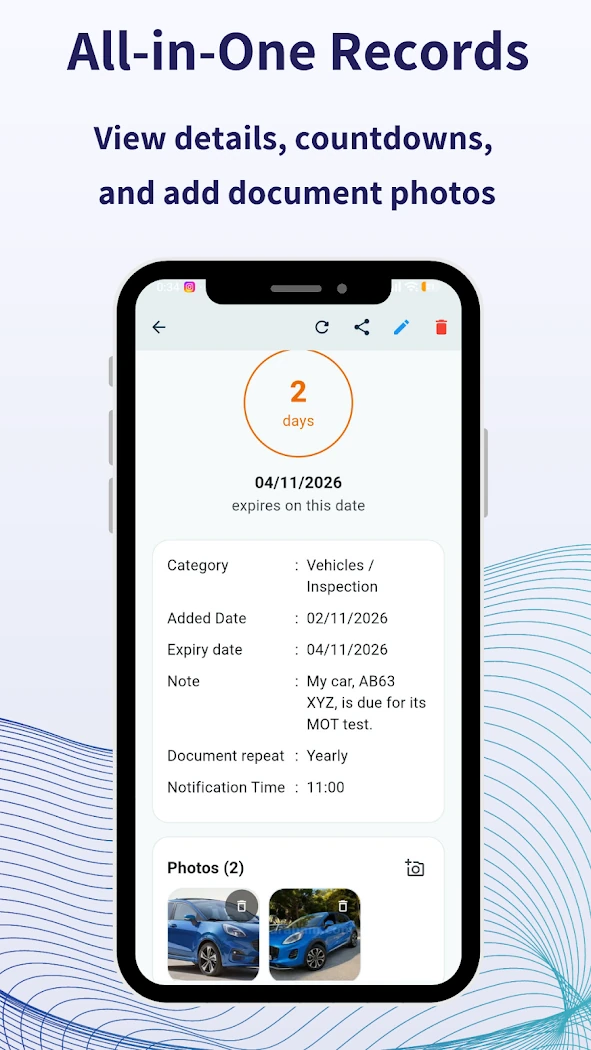 All-in-One Records
View details, countdowns,
and add document photos
0:34
2
days
04/11/2026
expires on this date
Category : Vehicles /
Inspection
Added Date : 02/11/2026
Expiry date : 04/11/2026
Note : My car, AB63
XYZ, is due for its
MOT test.
Document repeat : Yearly
Notification Time : 11:00
Photos (2)